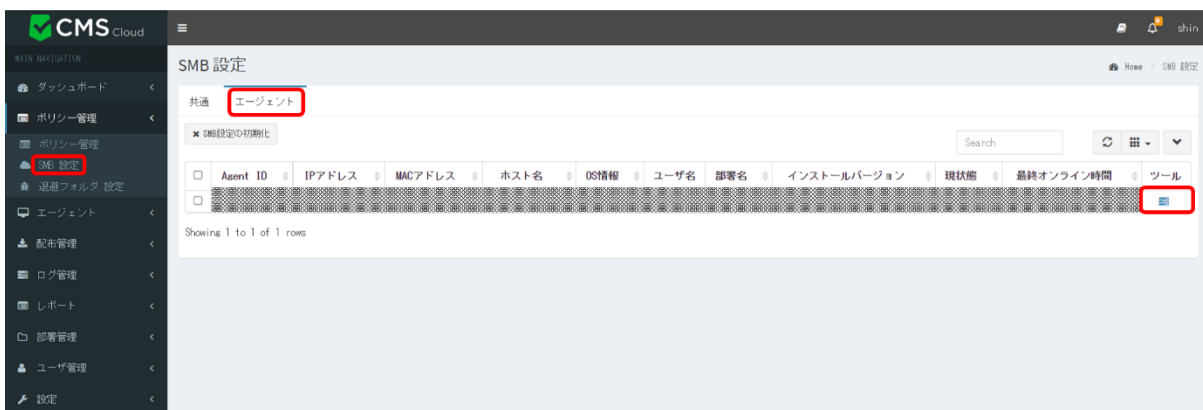 CMS Cloud
shin
MAIN NAVIGATION
SMB 設定
Home > SMB 設定
ダッシュボード
ポリシー管理
ポリシー管理
SMB 設定
退避フォルダ 設定
エージェント
配布管理
ログ管理
レポート
部署管理
ユーザ管理
設定
共通 エージェント
× SMB設定の初期化
Search
Agent ID IPアドレス MACアドレス ホスト名 OS情報 ユーザ名 部署名 インストールバージョン 現状態 最終オンライン時間 ツール
Showing 1 to 1 of 1 rows